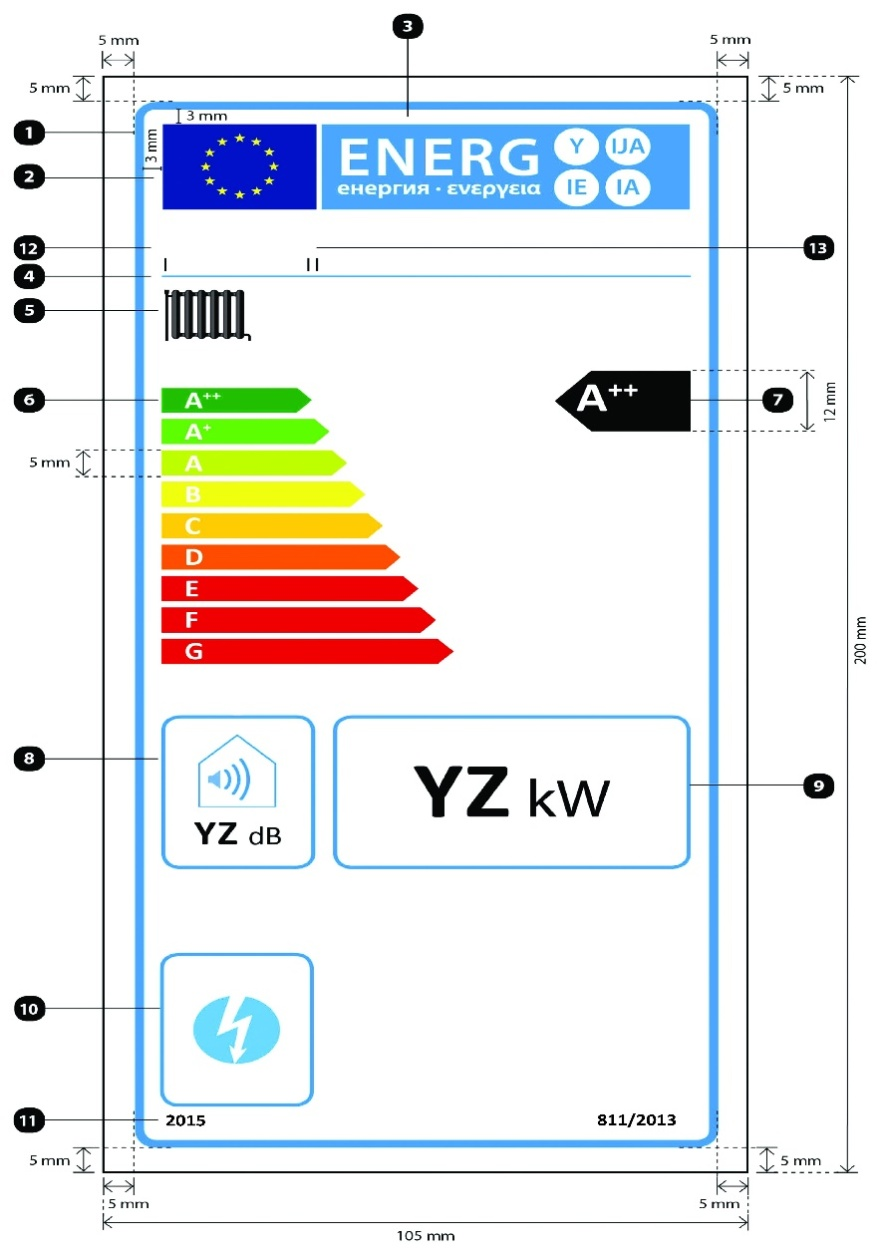 3
5 mm
5 mm
5 mm
5 mm
3 mm
1
3 mm
ENERG
Y
IJA
2
енергия · ενεργεια
IE
IA
12
I
II
13
4
5
6
A++
A++
7
12 mm
A+
5 mm
A
B
C
D
E
F
G
200 mm
8
YZ dB
YZ kW
9
10
11
2015
811/2013
5 mm
5 mm
5 mm
5 mm
105 mm